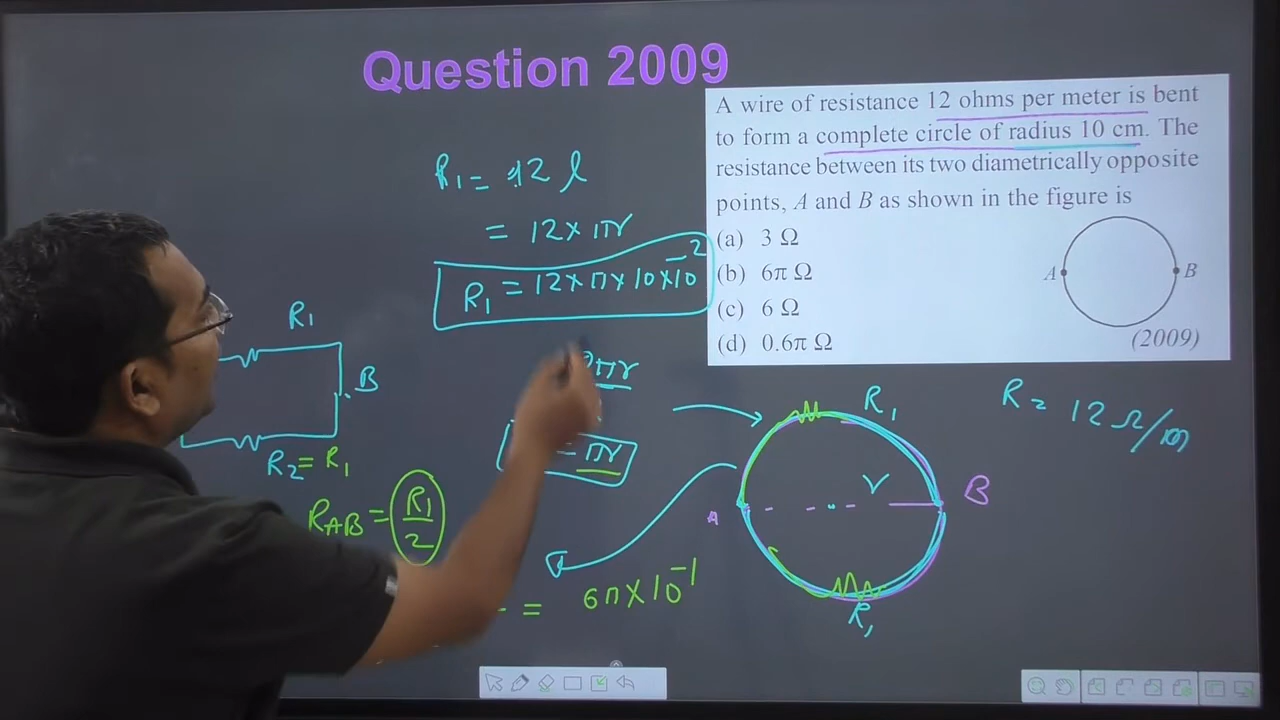 Question 2009
A wire of resistance 12 ohms per meter is bent
to form a complete circle of radius 10 cm. The
resistance between its two diametrically opposite
points, A and B as shown in the figure is
(a) 3 Ω
(b) 6π Ω
(c) 6 Ω
(d) 0.6π Ω
A
B
(2009)
R₁ = 12 l
= 12 × πr
R₁ = 12 × π × 10 × 10⁻²
πr
= πr
R₁
B
R₂ = R₁
R_AB = R₁/2
= 6π × 10⁻¹
R₁
r
A
B
R₁
R = 12 Ω/m